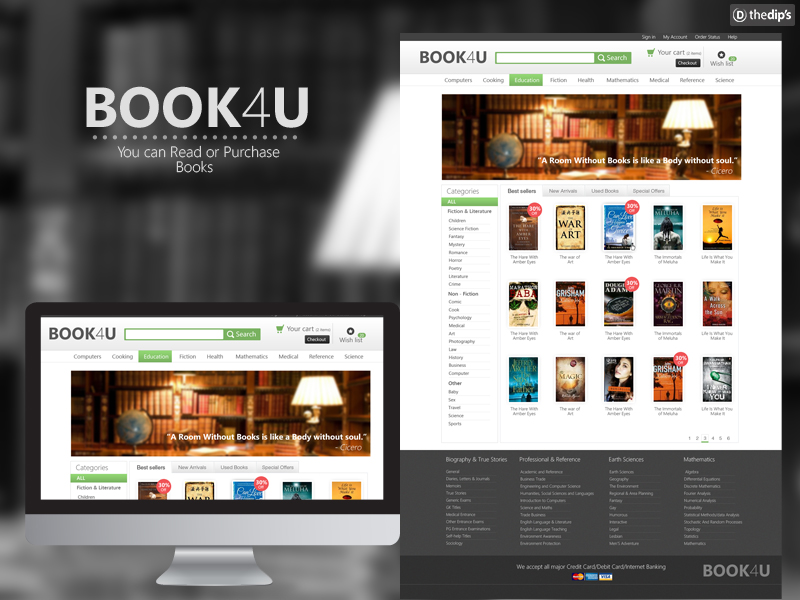 thedip's
BOOK4U
You can Read or Purchase
Books
Sign in My Account Order Status Help
BOOK4U
Search
Your cart (2 items)
Checkout
Wish list
Computers Cooking Education Fiction Health Mathematics Medical Reference Science
"A Room Without Books is like a Body without soul."
- Cicero
Categories
ALL
Fiction & Literature
Children
Science Fiction
Fantasy
Mystery
Romance
Horror
Poetry
Literature
Crime
Non - Fiction
Comic
Cook
Psychology
Medical
Art
Photography
Law
History
Business
Computer
Other
Baby
Sex
Travel
Science
Sports
Best sellers New Arrivals Used Books Special Offers
30% Off
WAR
ART
30% Off
MELUHA
The Hare With
Amber Eyes
The war of
Art
The Hare With
Amber Eyes
The Immortals
of Meluha
Life Is What You
Make It
GRISHAM
30% Off
A Walk
Across
the Sun
The Hare With
Amber Eyes
The war of
Art
The Hare With
Amber Eyes
The Immortals
of Meluha
Life Is What You
Make It
MAGIC
GRISHAM
30% Off
The Hare With
Amber Eyes
The war of
Art
The Hare With
Amber Eyes
The Immortals
of Meluha
Life Is What You
Make It
1 2 3 4 5 6
Biography & True Stories
General
Diaries, Letters & Journals
Memoirs
True Stories
Generic Exams
GK Titles
Medical Entrance
Other Entrance Exams
PG Entrance Examinations
Self-help Titles
Sociology
Professional & Reference
Academic and Reference
Business Trade
Engineering and Computer Science
Humanities, Social Sciences and Languages
Introduction to Computers
Science and Maths
Trade Business
English Language & Literature
English Language Teaching
Environment Awareness
Environment Protection
Earth Sciences
Earth Sciences
Geography
The Environment
Regional & Area Planning
Fantasy
Gay
Humorous
Interactive
Legal
Lesbian
Men's Adventure
Mathematics
Algebra
Differential Equations
Discrete Mathematics
Fourier Analysis
Numerical Analysis
Probability
Statistical Methods/data Analysis
Stochastic And Random Processes
Topology
Statistics
Mathematics
We accept all major Credit Card/Debit Card/Internet Banking
VISA
BOOK4U
BOOK4U
Search
Your cart (2 items)
Checkout
Wish list
Computers Cooking Education Fiction Health Mathematics Medical Reference Science
"A Room Without Books is like a Body without soul."
- Cicero
Categories
ALL
Fiction & Literature
Children
Best sellers New Arrivals Used Books Special Offers
30% Off
30% Off
MELUHA